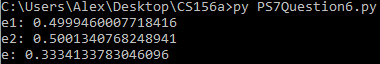 C:\Users\Alex\Desktop\CS156a>py PS7Question6.py
e1: 0.4999460007718416
e2: 0.5001340768248941
e: 0.3334133783046096